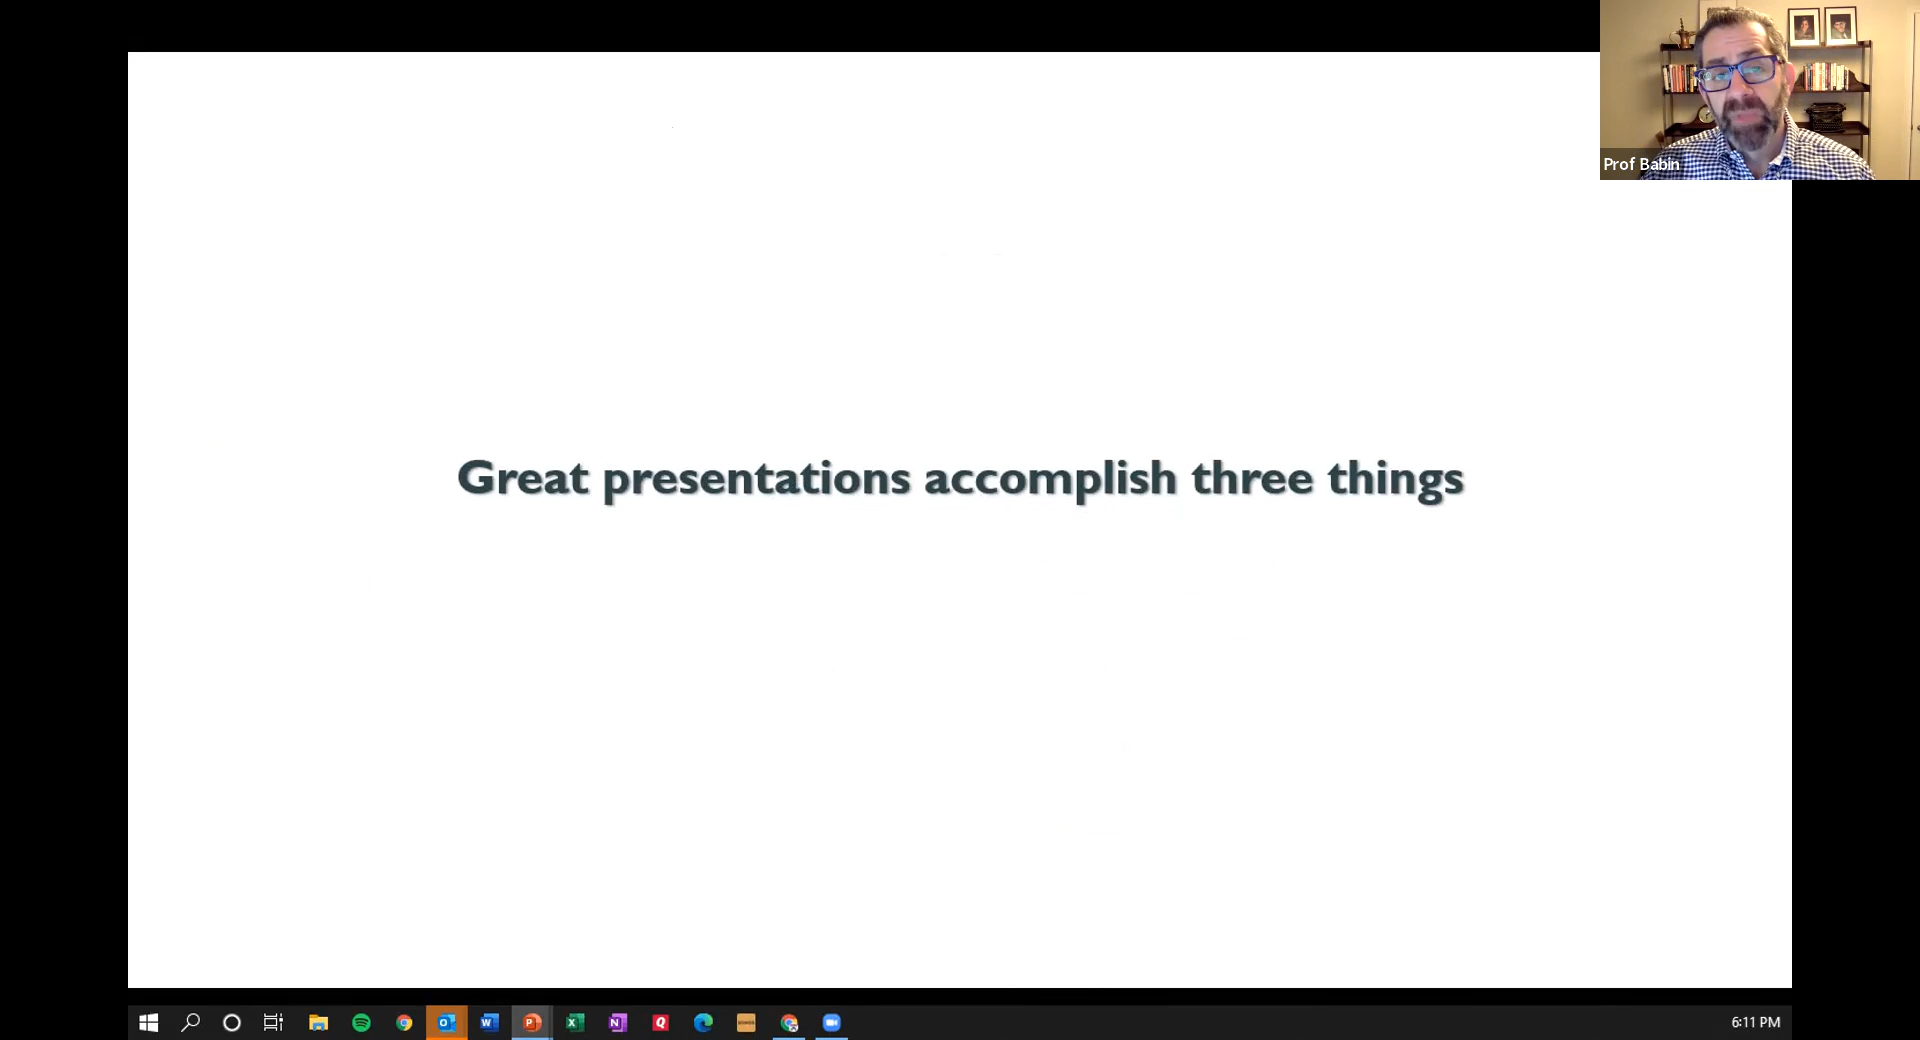 Prof Babin
Great presentations accomplish three things
6:11 PM